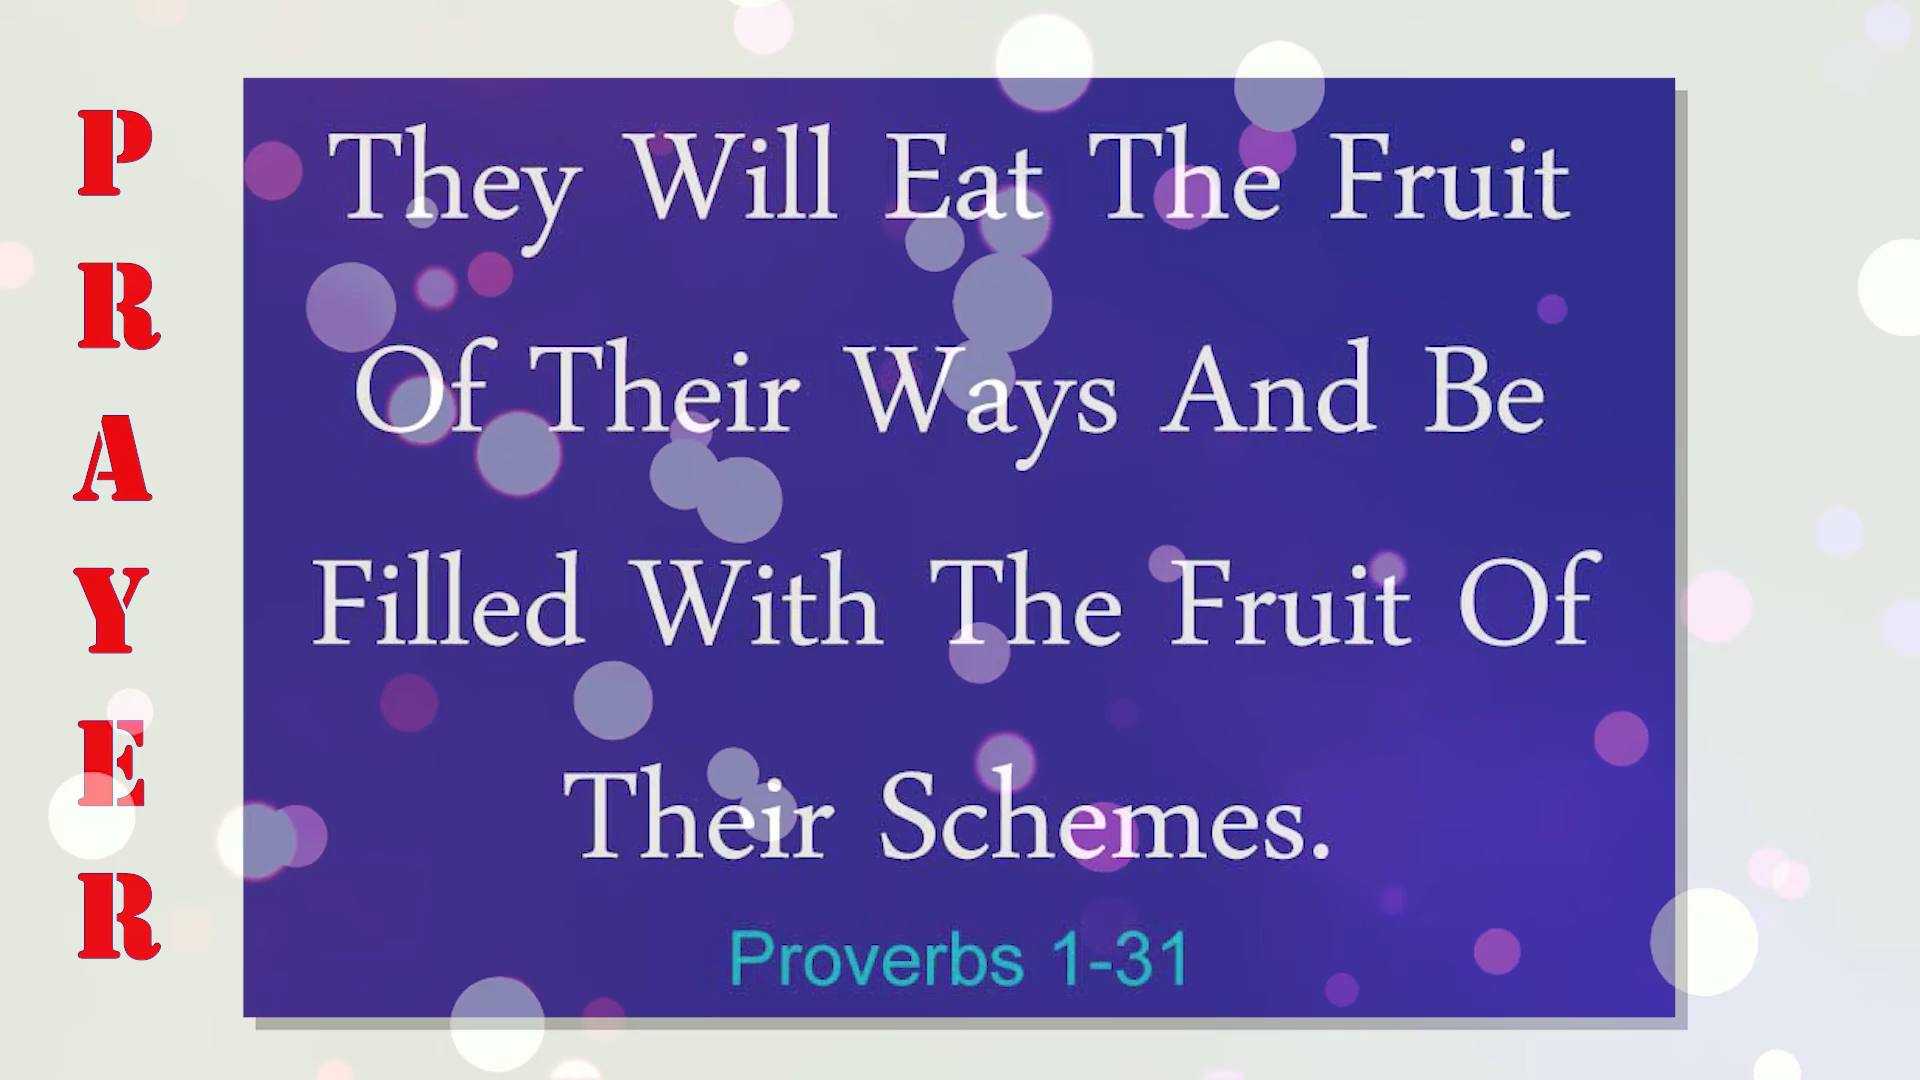 PRAYER
They Will Eat The Fruit
Of Their Ways And Be
Filled With The Fruit Of
Their Schemes.
Proverbs 1-31